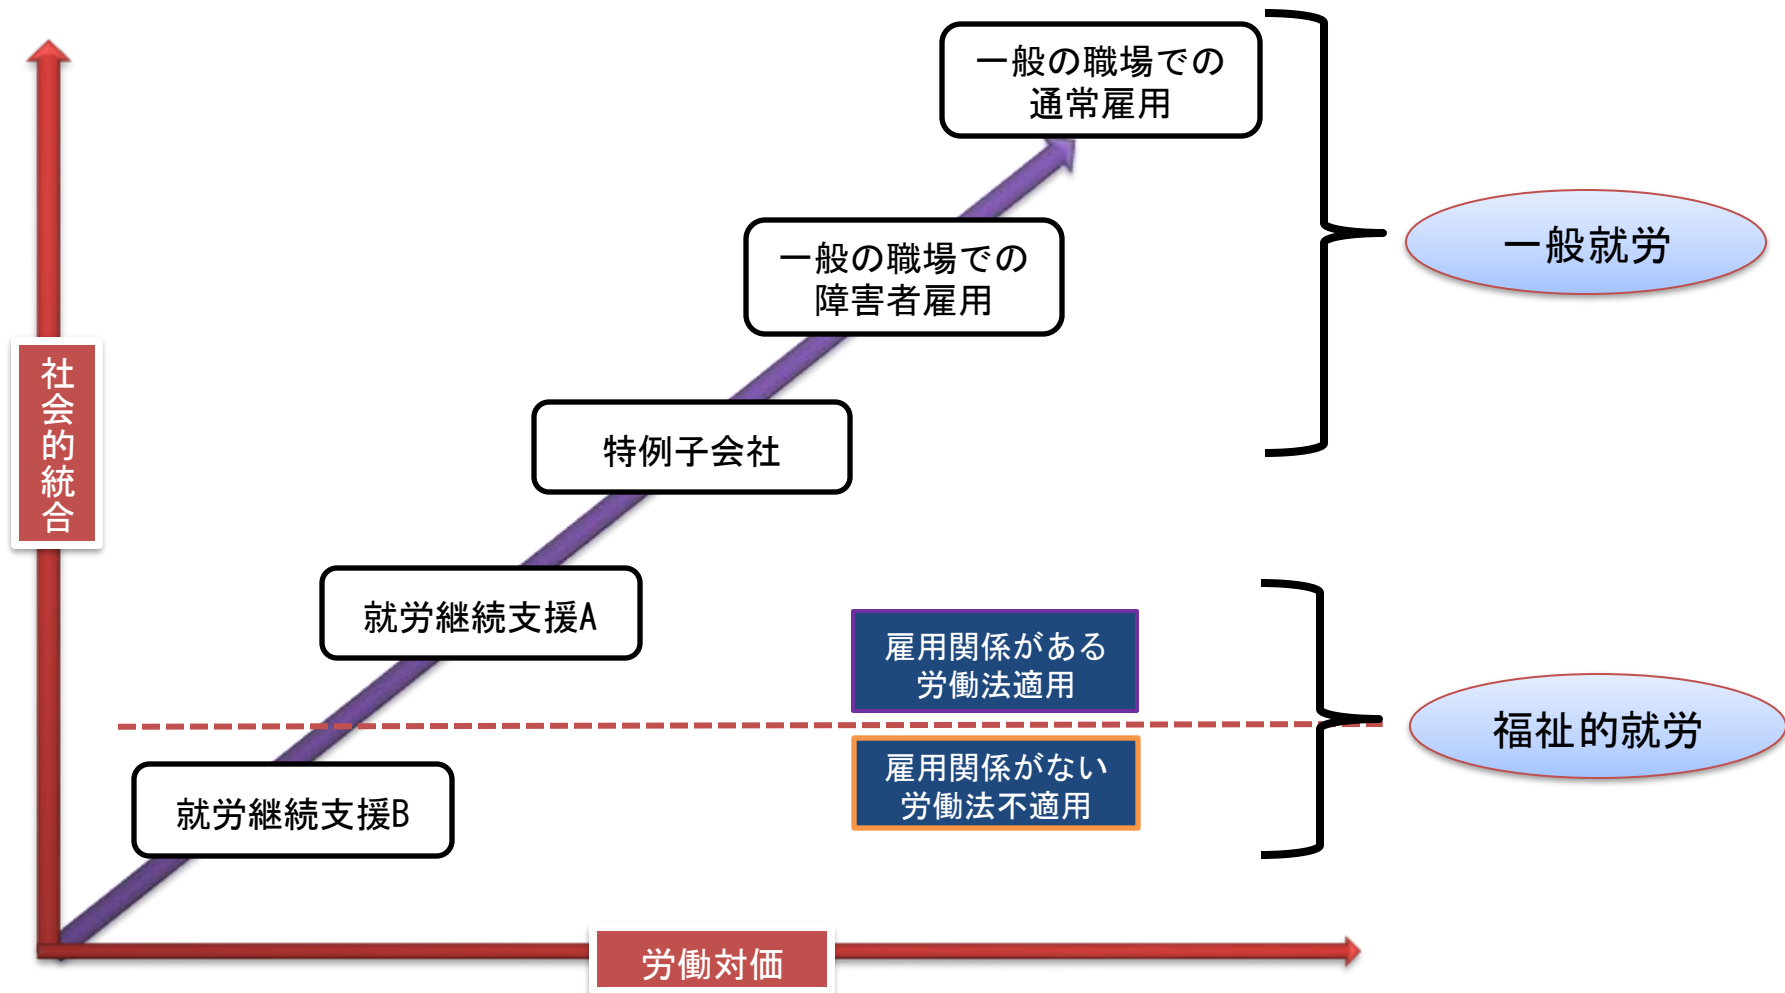 一般の職場での
通常雇用
一般就労
一般の職場での
障害者雇用
社会的統合
特例子会社
就労継続支援A
雇用関係がある
労働法適用
福祉的就労
雇用関係がない
労働法不適用
就労継続支援B
労働対価